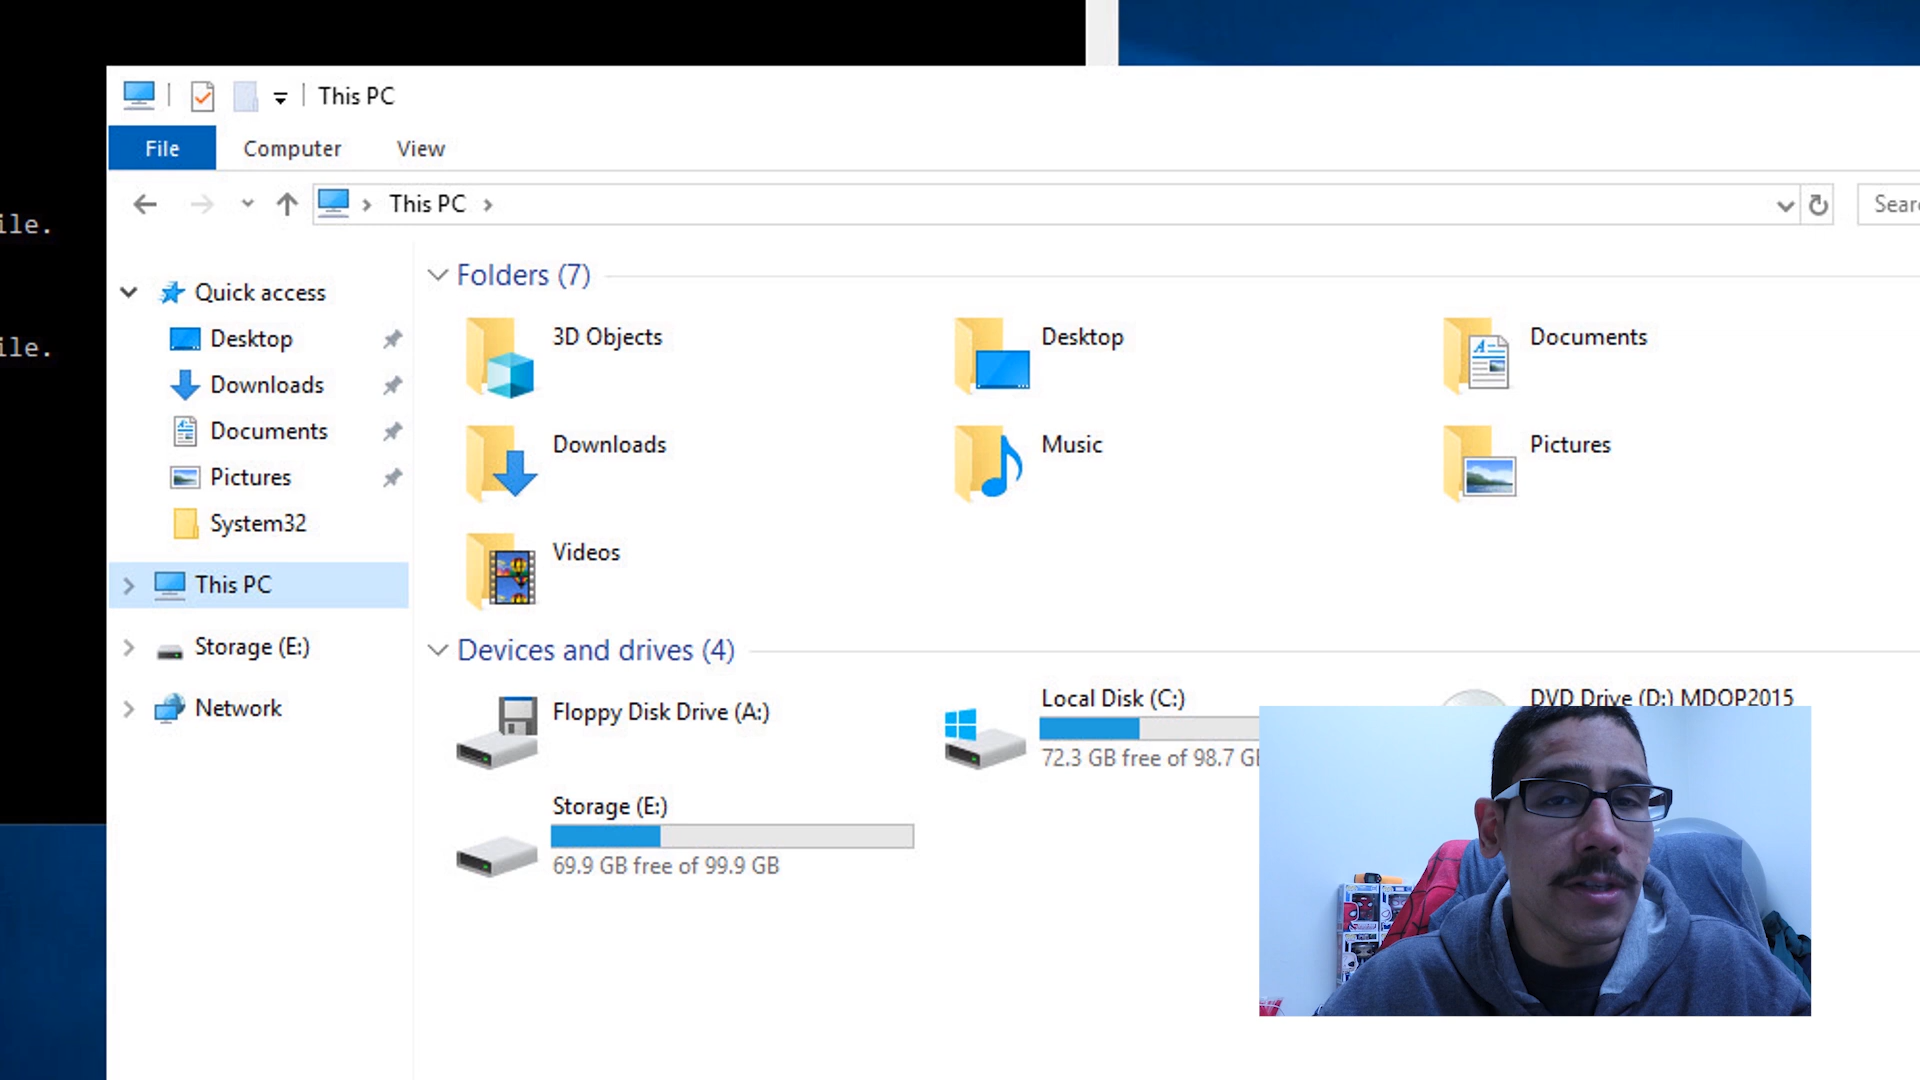 This PC
File Computer View
This PC
Sear
ile.
ile.
Quick access
Desktop
Downloads
Documents
Pictures
System32
This PC
Storage (E:)
Network
Folders (7)
3D Objects
Desktop
Documents
Downloads
Music
Pictures
Videos
Devices and drives (4)
Floppy Disk Drive (A:)
Local Disk (C:)
72.3 GB free of 98.7 G
DVD Drive (D:) MDOP2015
Storage (E:)
69.9 GB free of 99.9 GB